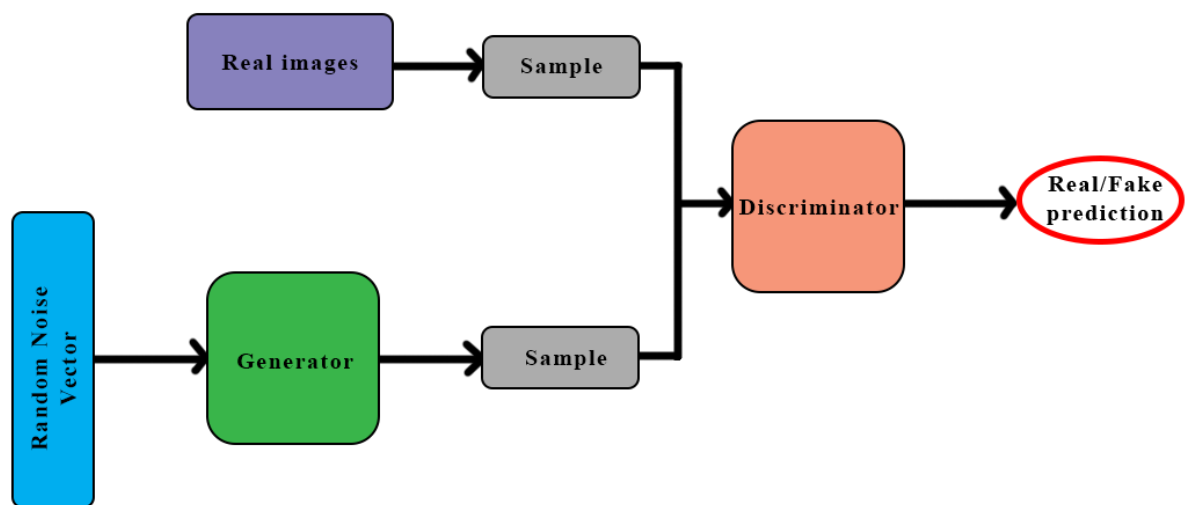 Real images
Sample
Discriminator
Real/Fake
prediction
Random Noise
Vector
Generator
Sample